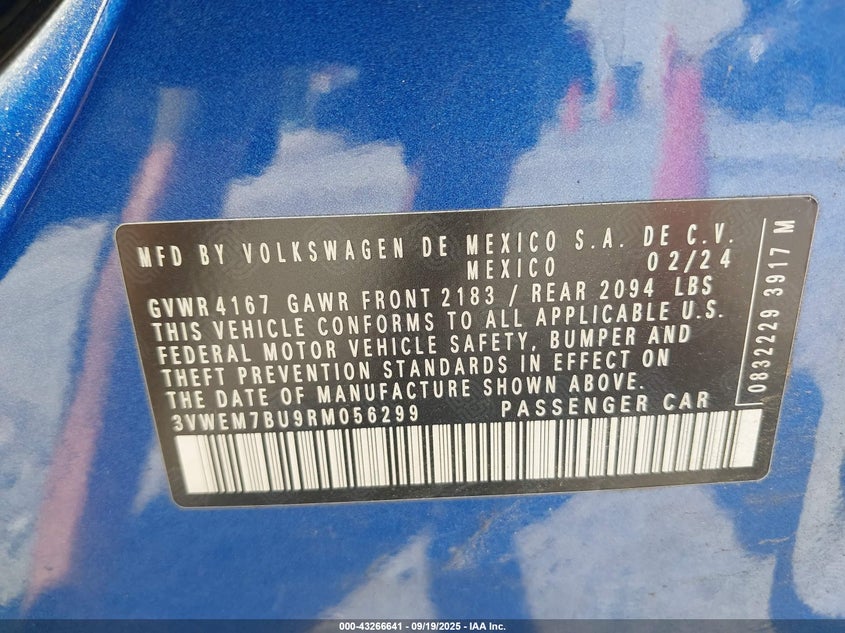 MFD BY VOLKSWAGEN DE MEXICO S.A. DE C.V.
MEXICO 02/24
GVWR 4167 GAWR FRONT 2183 / REAR 2094 LBS
THIS VEHICLE CONFORMS TO ALL APPLICABLE U.S.
FEDERAL MOTOR VEHICLE SAFETY, BUMPER AND
THEFT PREVENTION STANDARDS IN EFFECT ON
THE DATE OF MANUFACTURE SHOWN ABOVE.
3VWEM7BU9RM056299 PASSENGER CAR
0832229 3917 M
000-43266641 - 09/19/2025 - IAA Inc.